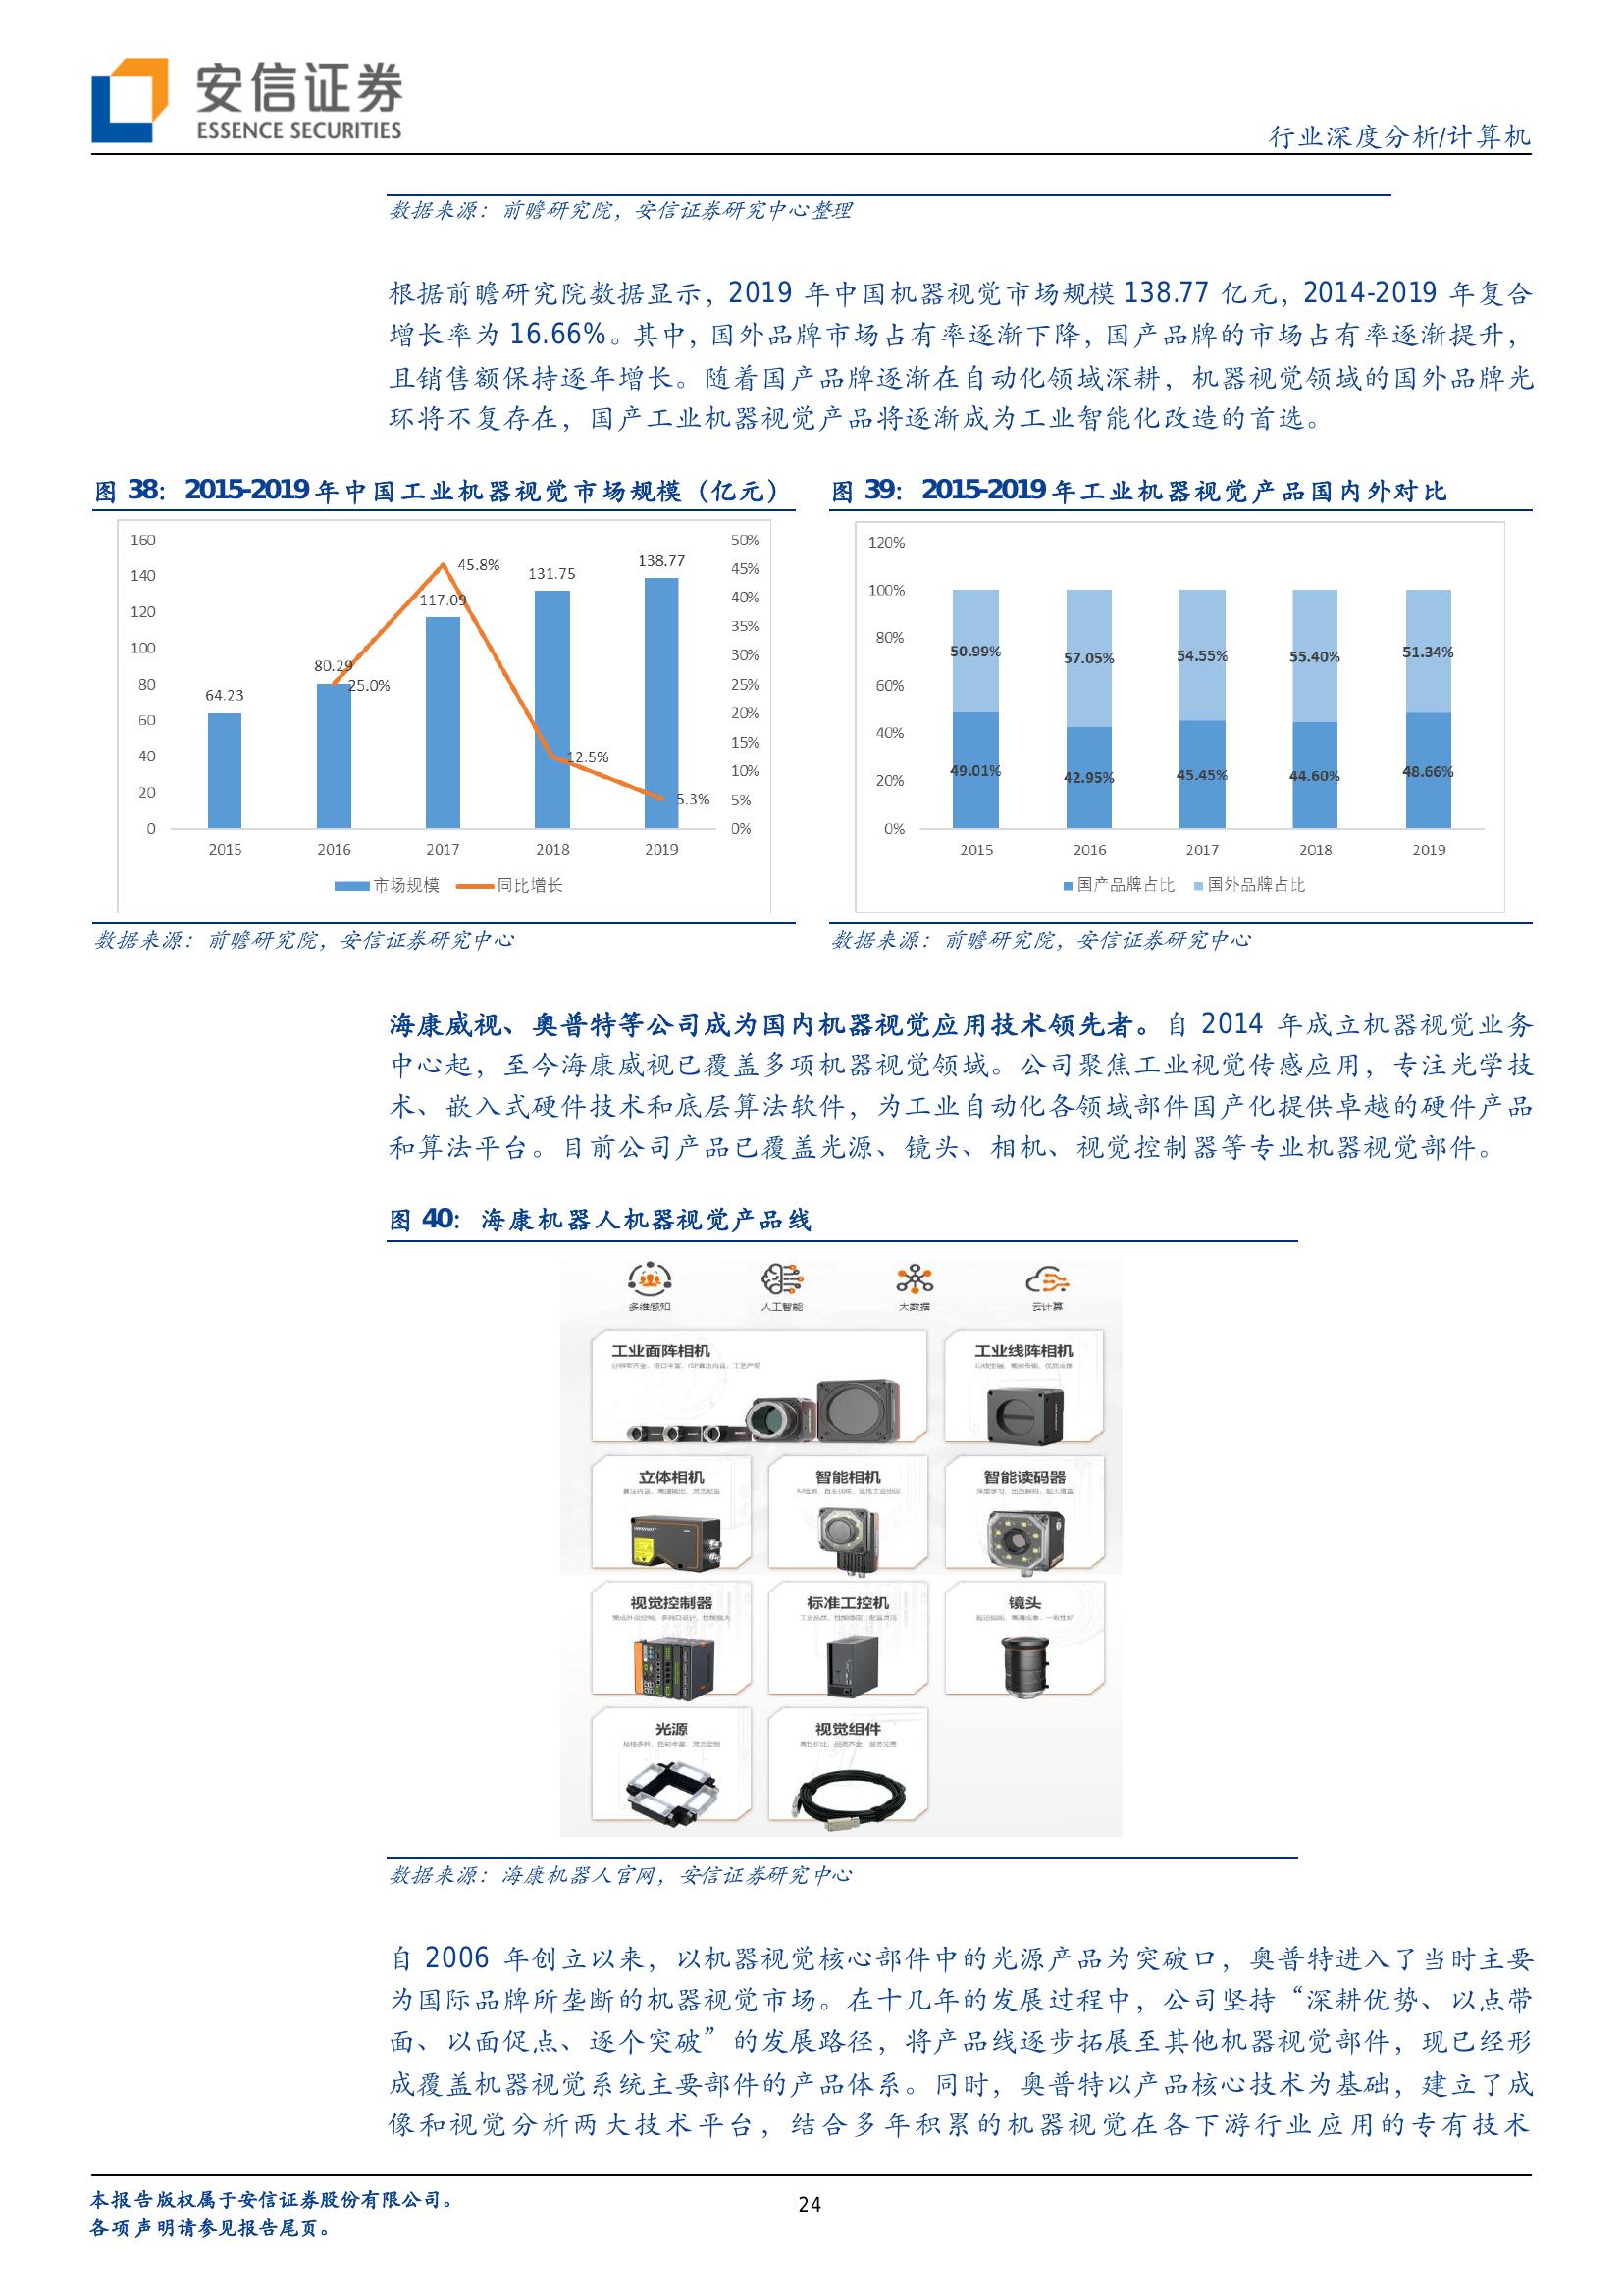 安信证券
ESSENCE SECURITIES
行业深度分析/计算机
数据来源：前瞻研究院，安信证券研究中心整理
根据前瞻研究院数据显示，2019 年中国机器视觉市场规模 138.77 亿元，2014-2019 年复合
增长率为 16.66%。其中，国外品牌市场占有率逐渐下降，国产品牌的市场占有率逐渐提升，
且销售额保持逐年增长。随着国产品牌逐渐在自动化领域深耕，机器视觉领域的国外品牌光
环将不复存在，国产工业机器视觉产品将逐渐成为工业智能化改造的首选。
图 38：2015-2019 年中国工业机器视觉市场规模（亿元）
160
140
120
100
80
60
40
20
0
50%
45%
40%
35%
30%
25%
20%
15%
10%
5%
0%
64.23
80.29
117.09
131.75
138.77
25.0%
45.8%
12.5%
5.3%
2015 2016 2017 2018 2019
市场规模 同比增长
数据来源：前瞻研究院，安信证券研究中心
图 39：2015-2019 年工业机器视觉产品国内外对比
120%
100%
80%
60%
40%
20%
0%
50.99% 57.05% 54.55% 55.40% 51.34%
49.01% 42.95% 45.45% 44.60% 48.66%
2015 2016 2017 2018 2019
国产品牌占比 国外品牌占比
数据来源：前瞻研究院，安信证券研究中心
海康威视、奥普特等公司成为国内机器视觉应用技术领先者。自 2014 年成立机器视觉业务
中心起，至今海康威视已覆盖多项机器视觉领域。公司聚焦工业视觉传感应用，专注光学技
术、嵌入式硬件技术和底层算法软件，为工业自动化各领域部件国产化提供卓越的硬件产品
和算法平台。目前公司产品已覆盖光源、镜头、相机、视觉控制器等专业机器视觉部件。
图 40：海康机器人机器视觉产品线
多维感知 人工智能 大数据 云计算
工业面阵相机 工业线阵相机
立体相机 智能相机 智能读码器
视觉控制器 标准工控机 镜头
光源 视觉组件
数据来源：海康机器人官网，安信证券研究中心
自 2006 年创立以来，以机器视觉核心部件中的光源产品为突破口，奥普特进入了当时主要
为国际品牌所垄断的机器视觉市场。在十几年的发展过程中，公司坚持“深耕优势、以点带
面、以面促点、逐个突破”的发展路径，将产品线逐步拓展至其他机器视觉部件，现已经形
成覆盖机器视觉系统主要部件的产品体系。同时，奥普特以产品核心技术为基础，建立了成
像和视觉分析两大技术平台，结合多年积累的机器视觉在各下游行业应用的专有技术
本报告版权属于安信证券股份有限公司。
各项声明请参见报告尾页。
24